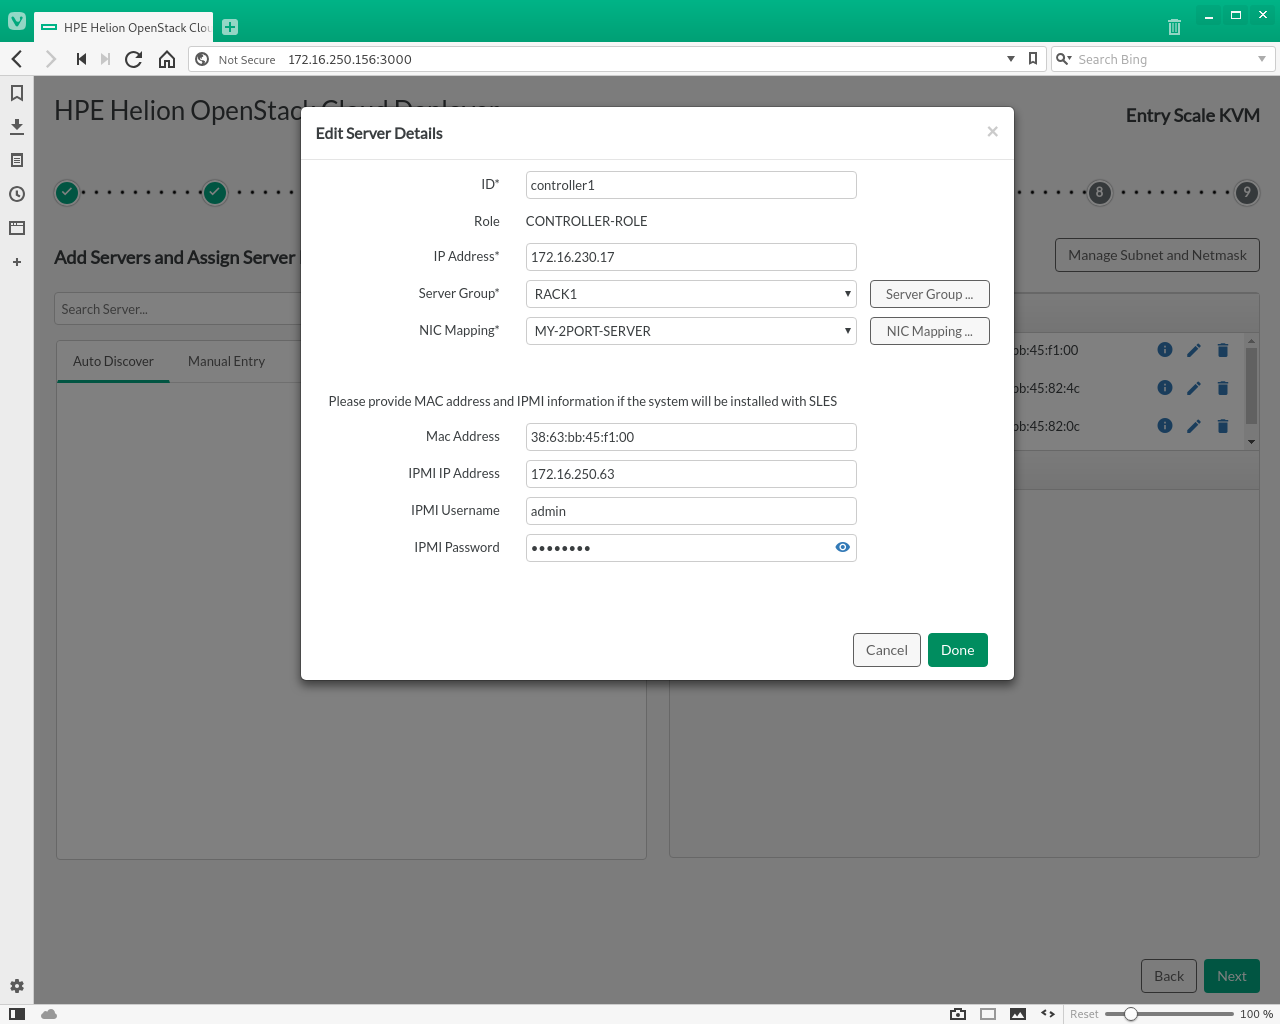 HPE Helion OpenStack Clou
Not Secure 172.16.250.156:3000
Search Bing
HPE Helion OpenStack Cloud Deployer
Entry Scale KVM
8 9
Add Servers and Assign Server
Manage Subnet and Netmask
Search Server...
Auto Discover Manual Entry
bb:45:f1:00
bb:45:82:4c
bb:45:82:0c
Edit Server Details
×
ID* controller1
Role CONTROLLER-ROLE
IP Address* 172.16.230.17
Server Group* RACK1 Server Group ...
NIC Mapping* MY-2PORT-SERVER NIC Mapping ...
Please provide MAC address and IPMI information if the system will be installed with SLES
Mac Address 38:63:bb:45:f1:00
IPMI IP Address 172.16.250.63
IPMI Username admin
IPMI Password ••••••••
Cancel Done
Back Next
Reset 100 %